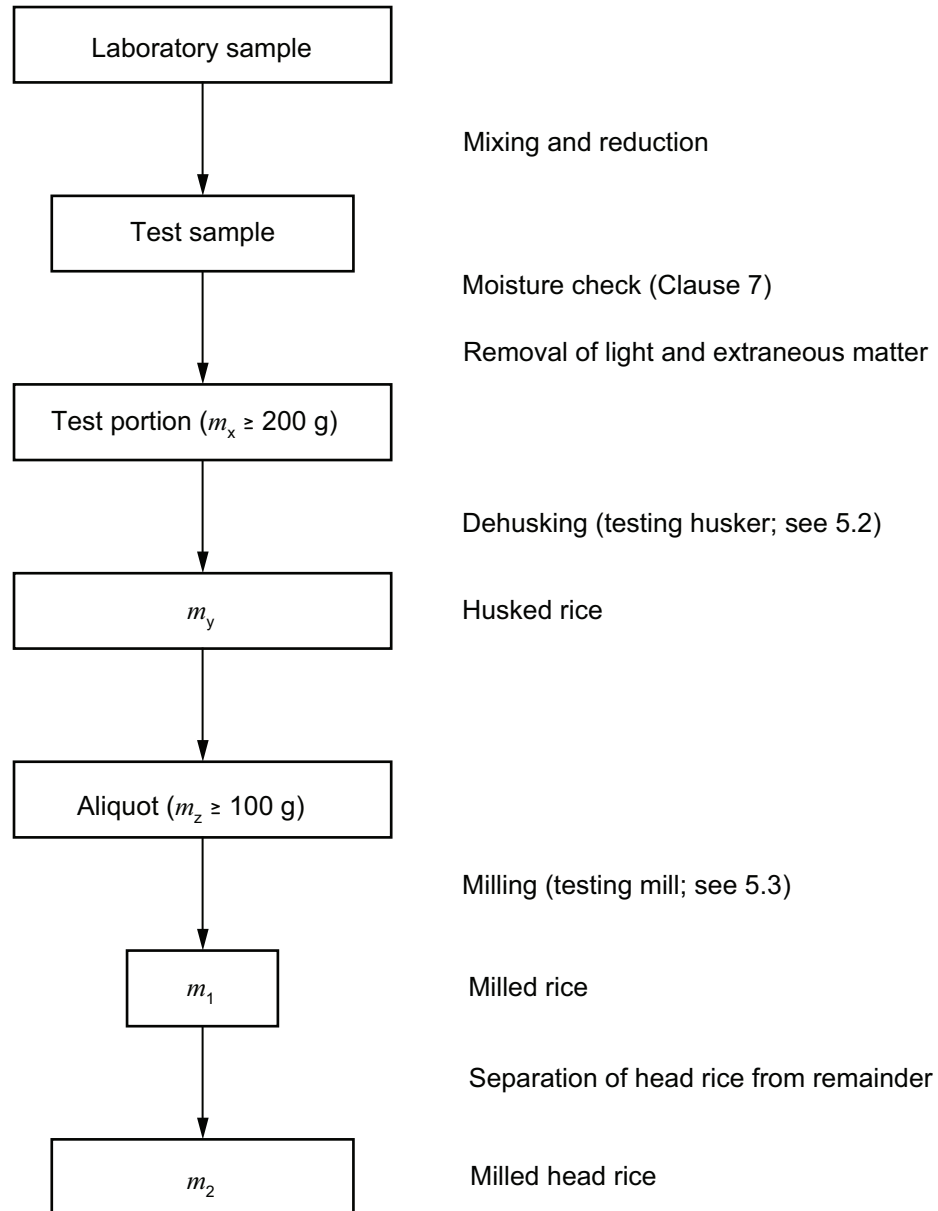 Laboratory sample
Mixing and reduction
Test sample
Moisture check (Clause 7)
Removal of light and extraneous matter
Test portion (mx ≥ 200 g)
Dehusking (testing husker; see 5.2)
my
Husked rice
Aliquot (mz ≥ 100 g)
Milling (testing mill; see 5.3)
m1
Milled rice
Separation of head rice from remainder
m2
Milled head rice